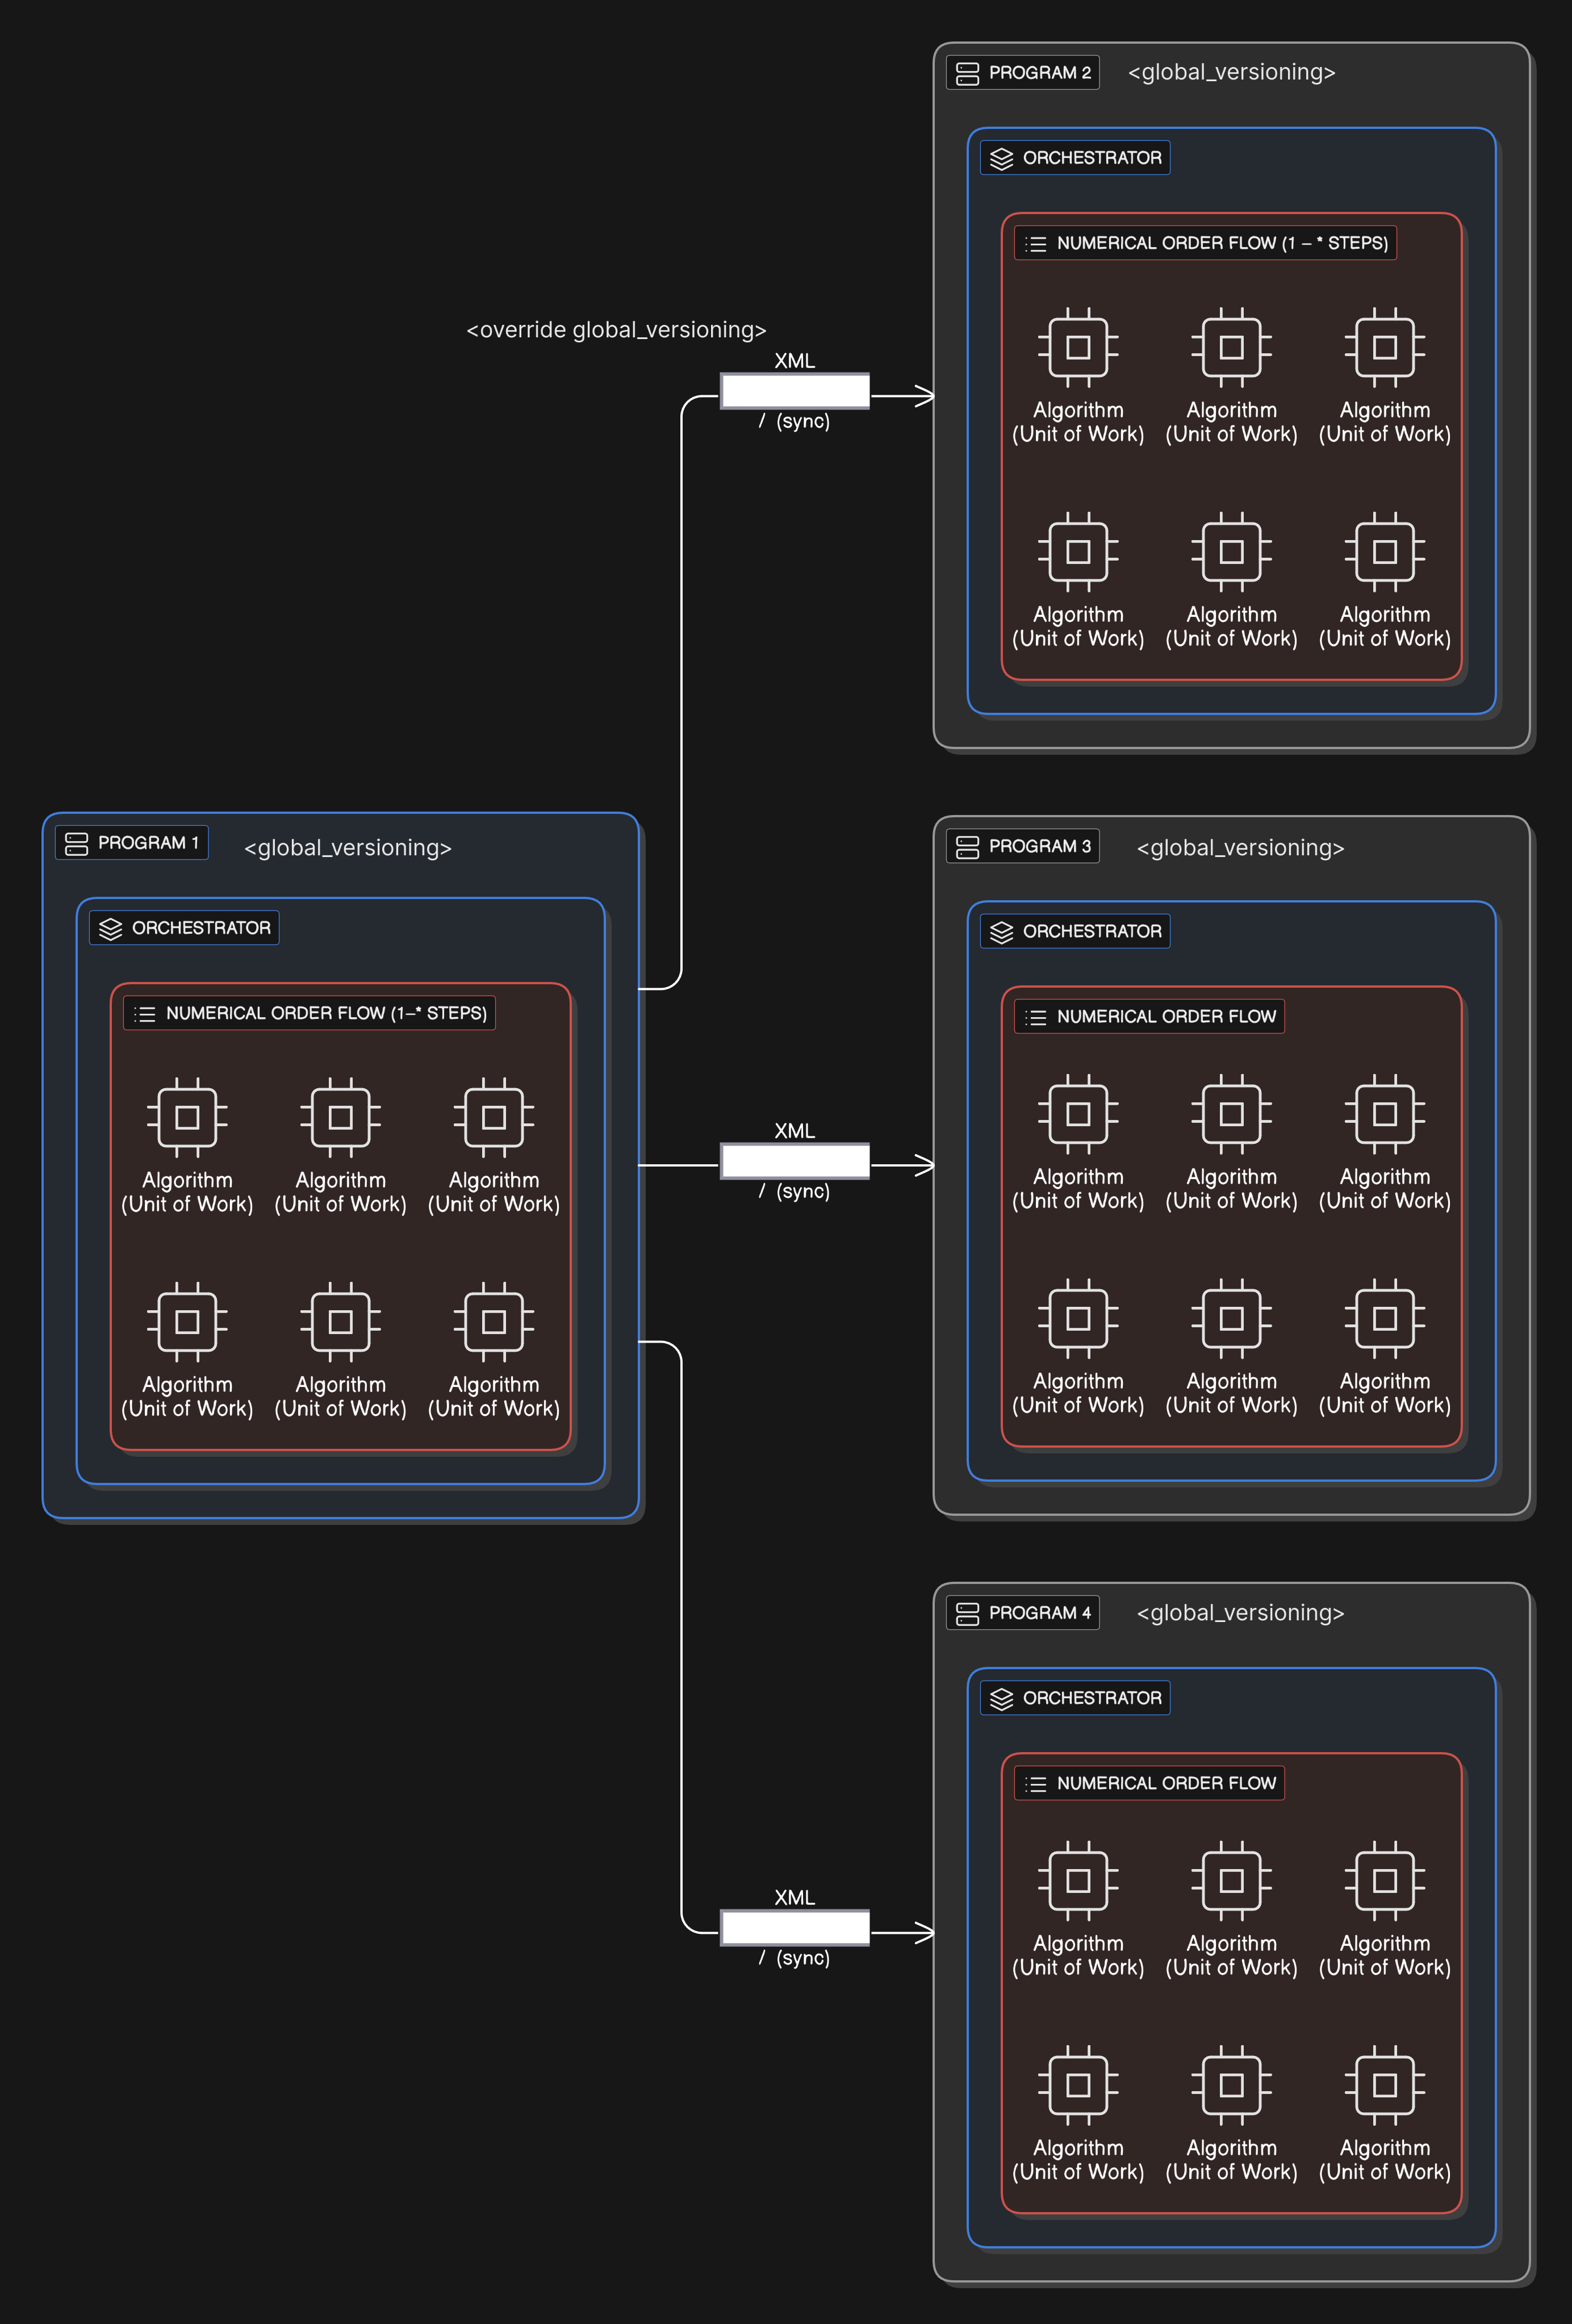 PROGRAM 2 <global_versioning>
ORCHESTRATOR
NUMERICAL ORDER FLOW (1 – * STEPS)
Algorithm
(Unit of Work)
Algorithm
(Unit of Work)
Algorithm
(Unit of Work)
Algorithm
(Unit of Work)
Algorithm
(Unit of Work)
Algorithm
(Unit of Work)
<override global_versioning>
XML
/ (sync)
PROGRAM 1 <global_versioning>
ORCHESTRATOR
NUMERICAL ORDER FLOW (1–* STEPS)
Algorithm
(Unit of Work)
Algorithm
(Unit of Work)
Algorithm
(Unit of Work)
Algorithm
(Unit of Work)
Algorithm
(Unit of Work)
Algorithm
(Unit of Work)
XML
/ (sync)
PROGRAM 3 <global_versioning>
ORCHESTRATOR
NUMERICAL ORDER FLOW
Algorithm
(Unit of Work)
Algorithm
(Unit of Work)
Algorithm
(Unit of Work)
Algorithm
(Unit of Work)
Algorithm
(Unit of Work)
Algorithm
(Unit of Work)
XML
/ (sync)
PROGRAM 4 <global_versioning>
ORCHESTRATOR
NUMERICAL ORDER FLOW
Algorithm
(Unit of Work)
Algorithm
(Unit of Work)
Algorithm
(Unit of Work)
Algorithm
(Unit of Work)
Algorithm
(Unit of Work)
Algorithm
(Unit of Work)